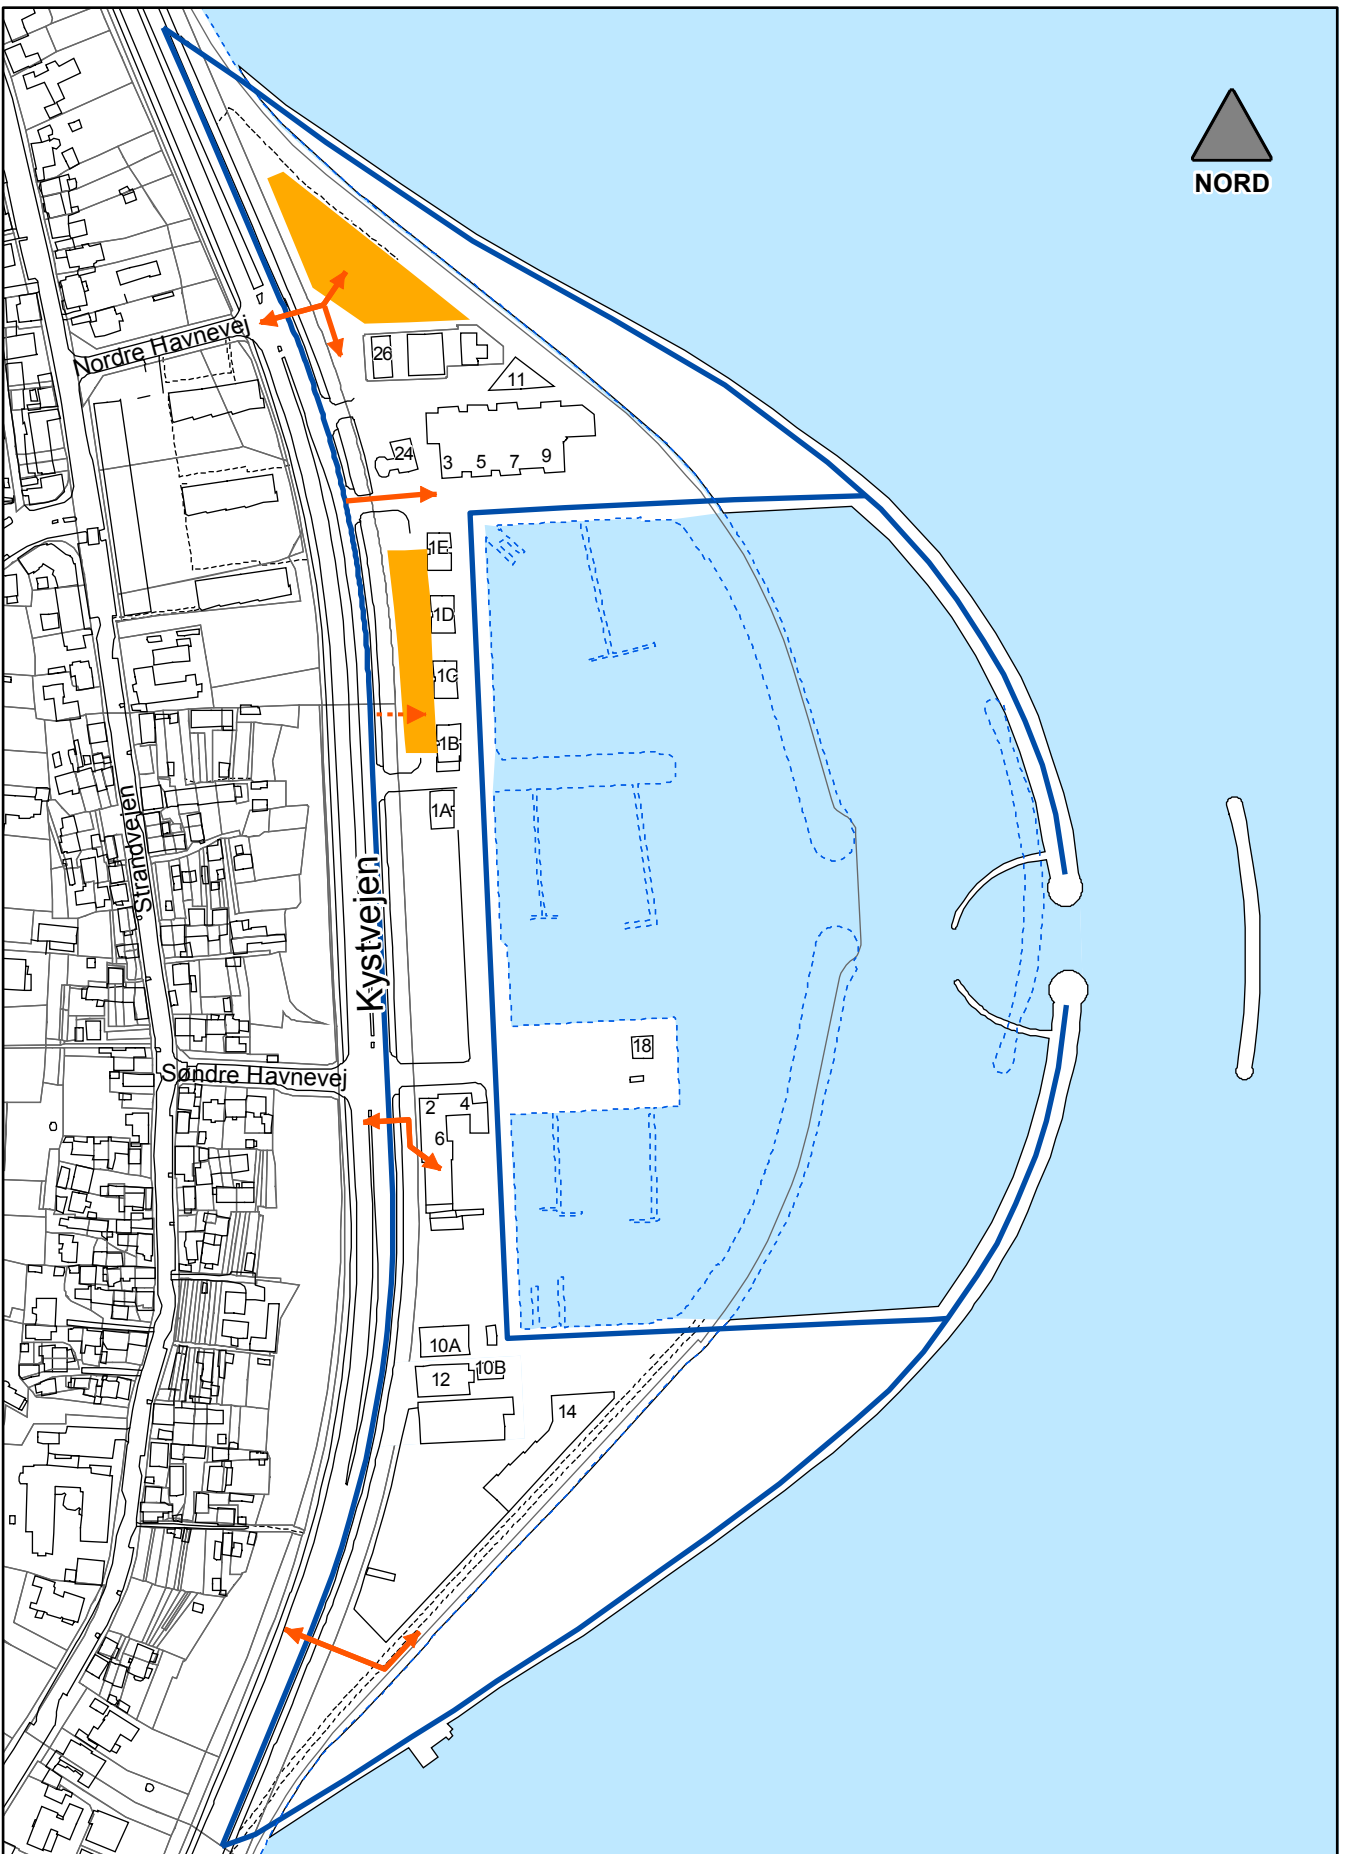 NORD
Nordre Havnevej
26
11
24
3 5 7 9
1E
1D
1C
1B
1A
Strandvejen
Kystvejen
18
Søndre Havnevej
2 4
6
10A
10B
12
14